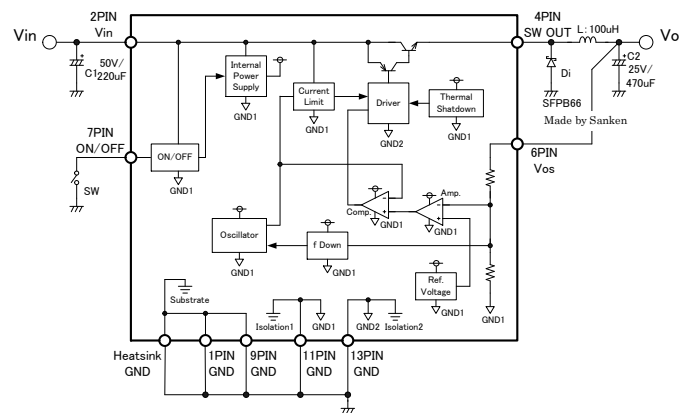 Vin
2PIN
Vin
4PIN
SW OUT
L:100uH
Vo
C1
50V/
220uF
Internal
Power
Supply
GND1
Current
Limit
GND1
Driver
GND2
Thermal
Shatdown
GND1
Di
SFPB66
C2
25V/
470uF
Made by Sanken
7PIN
ON/OFF
ON/OFF
GND1
SW
6PIN
Vos
Comp.
GND1
Amp.
GND1
Oscillator
GND1
f Down
GND1
Ref.
Voltage
GND1
GND1
Substrate
Isolation1
GND1
GND2
Isolation2
Heatsink
GND
1PIN
GND
9PIN
GND
11PIN
GND
13PIN
GND